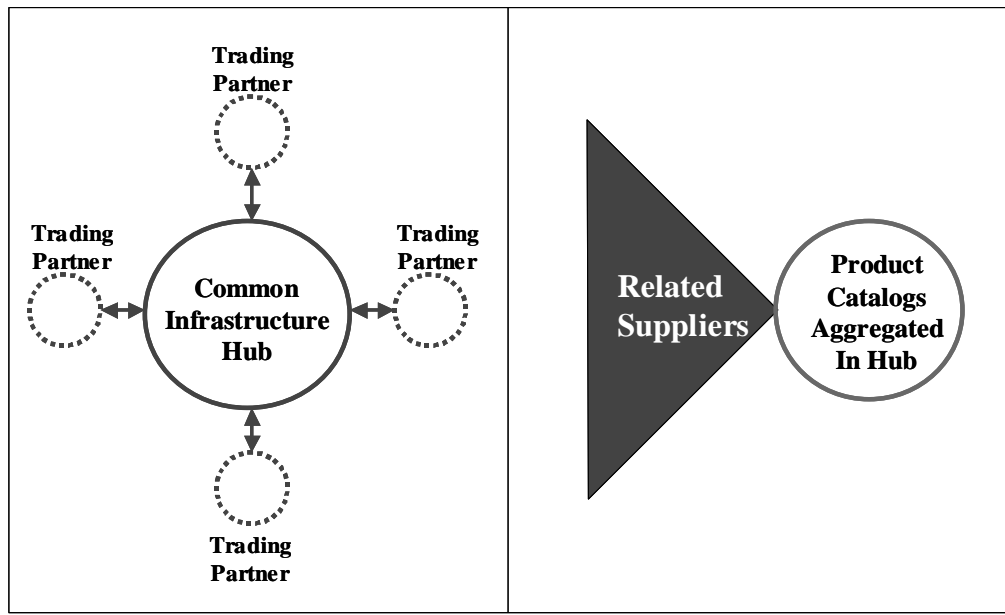 Trading
Partner
Trading
Partner
Common
Infrastructure
Hub
Trading
Partner
Trading
Partner
Related
Suppliers
Product
Catalogs
Aggregated
In Hub